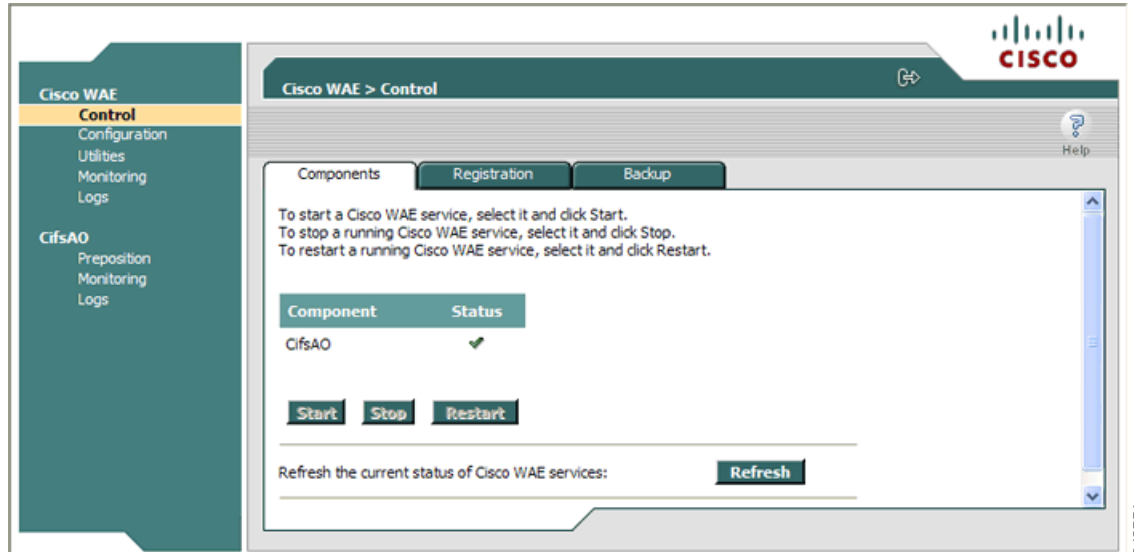 CISCO
Cisco WAE
Control
Configuration
Utilities
Monitoring
Logs
CifsAO
Preposition
Monitoring
Logs
Cisco WAE > Control
Help
Components Registration Backup
To start a Cisco WAE service, select it and click Start.
To stop a running Cisco WAE service, select it and click Stop.
To restart a running Cisco WAE service, select it and click Restart.
Component Status
CifsAO
Start Stop Restart
Refresh the current status of Cisco WAE services: Refresh